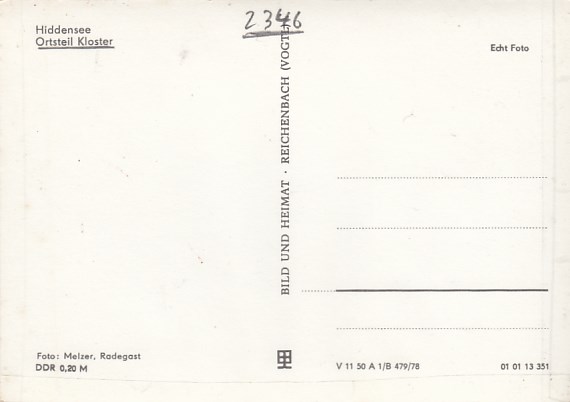 2346
Hiddensee
Ortsteil Kloster
Echt Foto
BILD UND HEIMAT · REICHENBACH (VOGTL
Foto: Melzer, Radegast
DDR 0,20 M
V 11 50 A 1/B 479/78
01 01 13 351